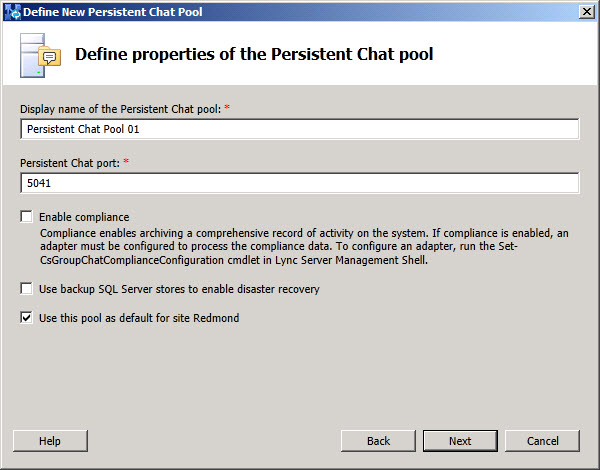 Define New Persistent Chat Pool
Define properties of the Persistent Chat pool
Display name of the Persistent Chat pool: *
Persistent Chat Pool 01
Persistent Chat port: *
5041
Enable compliance
Compliance enables archiving a comprehensive record of activity on the system. If compliance is enabled, an
adapter must be configured to process the compliance data. To configure an adapter, run the Set-
CsGroupChatComplianceConfiguration cmdlet in Lync Server Management Shell.
Use backup SQL Server stores to enable disaster recovery
Use this pool as default for site Redmond
Help
Back
Next
Cancel